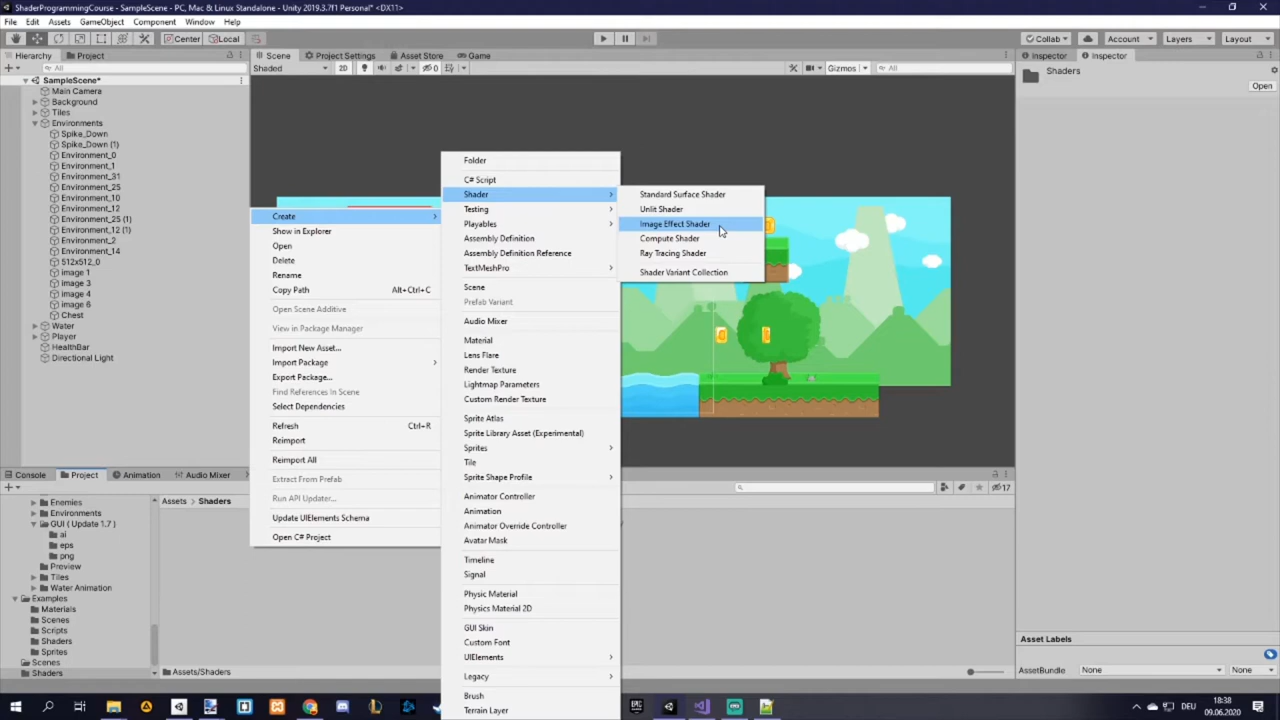 ShaderProgrammingCourse - SampleScene - PC, Mac & Linux Standalone - Unity 2019.3.7f1 Personal* <DX11>
File Edit Assets GameObject Component Window Help
Center Local Collab Account Layers Layout
Hierarchy Project Scene Project Settings Asset Store Game Inspector Inspector
All Shaded 2D 0 Gizmos All Shaders
Open
SampleScene*
Main Camera
Background
Tiles
Environments
Spike_Down
Spike_Down (1)
Environment_0
Environment_1
Environment_31
Environment_25
Environment_10
Environment_12
Environment_25 (1)
Environment_12 (1)
Environment_2
Environment_14
512x512_0
image 1
image 3
image 4
image 6
Chest
Water
Player
HealthBar
Directional Light
Create
Show in Explorer
Open
Delete
Rename
Copy Path Alt+Ctrl+C
Open Scene Additive
View in Package Manager
Import New Asset...
Import Package
Export Package...
Find References In Scene
Select Dependencies
Refresh Ctrl+R
Reimport
Reimport All
Extract From Prefab
Run API Updater...
Update UIElements Schema
Open C# Project
Folder
C# Script
Shader
Testing
Playables
Assembly Definition
Assembly Definition Reference
TextMeshPro
Scene
Prefab Variant
Audio Mixer
Material
Lens Flare
Render Texture
Lightmap Parameters
Custom Render Texture
Sprite Atlas
Sprite Library Asset (Experimental)
Sprites
Tile
Sprite Shape Profile
Animator Controller
Animation
Animator Override Controller
Avatar Mask
Timeline
Signal
Physic Material
Physics Material 2D
GUI Skin
Custom Font
UIElements
Legacy
Brush
Terrain Layer
Standard Surface Shader
Unlit Shader
Image Effect Shader
Compute Shader
Ray Tracing Shader
Shader Variant Collection
Console Project Animation Audio Mixer
17
Enemies
Environments
GUI ( Update 1.7 )
ai
eps
png
Preview
Tiles
Water Animation
Examples
Materials
Scenes
Scripts
Shaders
Sprites
Scenes
Shaders
Assets > Shaders
Assets/Shaders
Asset Labels
AssetBundle None None
DEU
18:38
09.06.2020